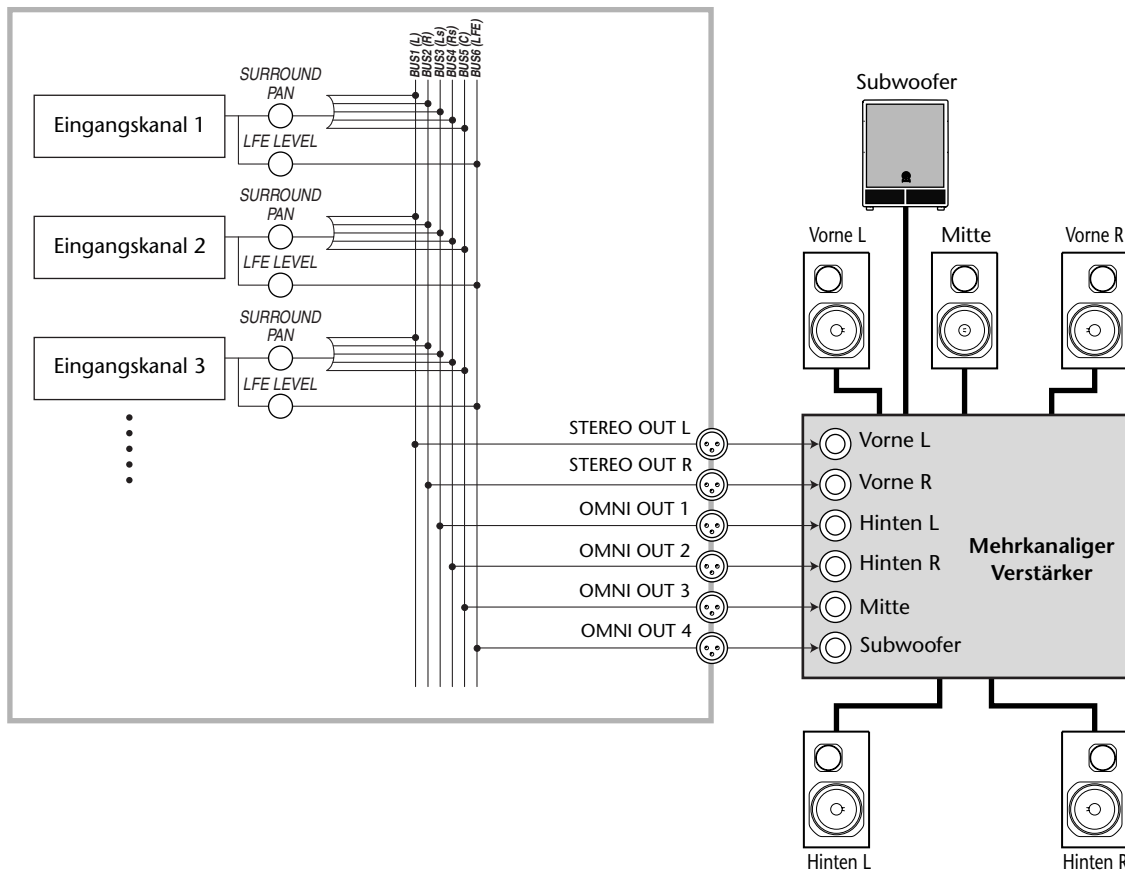 BUS1 (L)
BUS2 (R)
BUS3 (Ls)
BUS4 (Rs)
BUS5 (C)
BUS6 (LFE)
SURROUND
PAN
Eingangskanal 1
LFE LEVEL
SURROUND
PAN
Eingangskanal 2
LFE LEVEL
SURROUND
PAN
Eingangskanal 3
LFE LEVEL
STEREO OUT L
STEREO OUT R
OMNI OUT 1
OMNI OUT 2
OMNI OUT 3
OMNI OUT 4
Subwoofer
Vorne L
Mitte
Vorne R
Vorne L
Vorne R
Hinten L
Hinten R
Mitte
Subwoofer
Mehrkanaliger
Verstärker
Hinten L
Hinten R